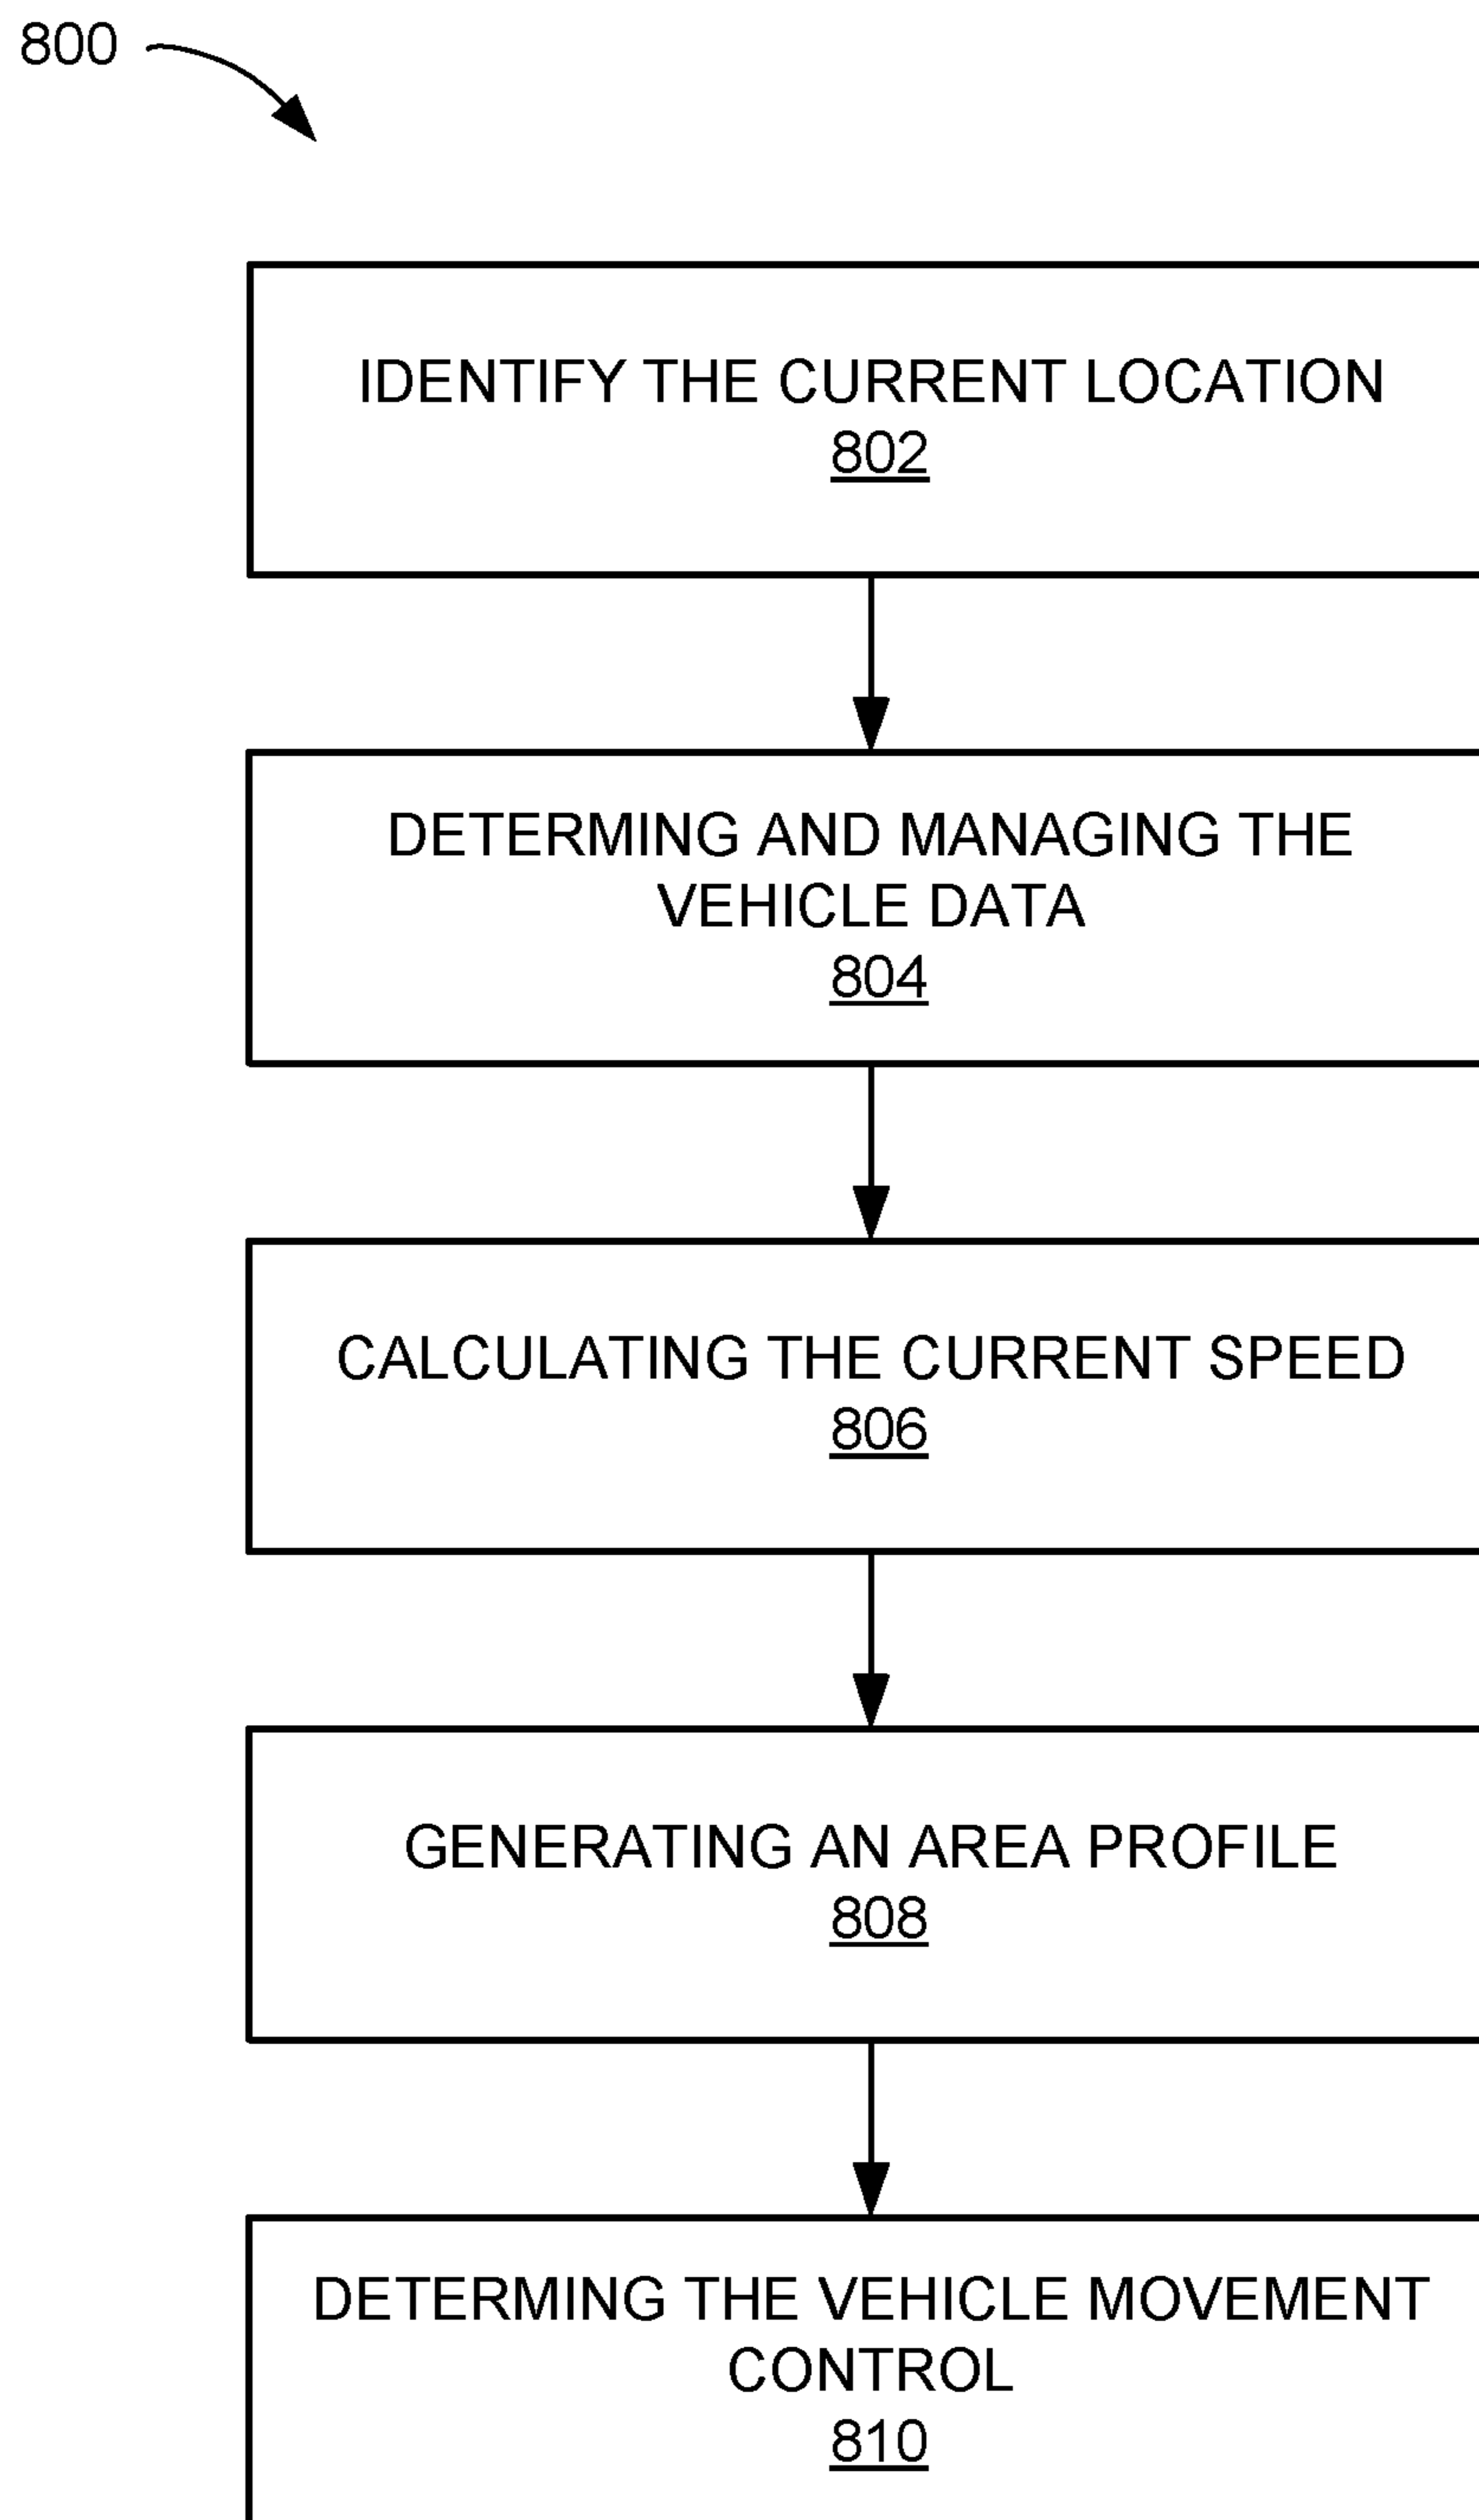 800
IDENTIFY THE CURRENT LOCATION
802
DETERMING AND MANAGING THE
VEHICLE DATA
804
CALCULATING THE CURRENT SPEED
806
GENERATING AN AREA PROFILE
808
DETERMING THE VEHICLE MOVEMENT
CONTROL
810